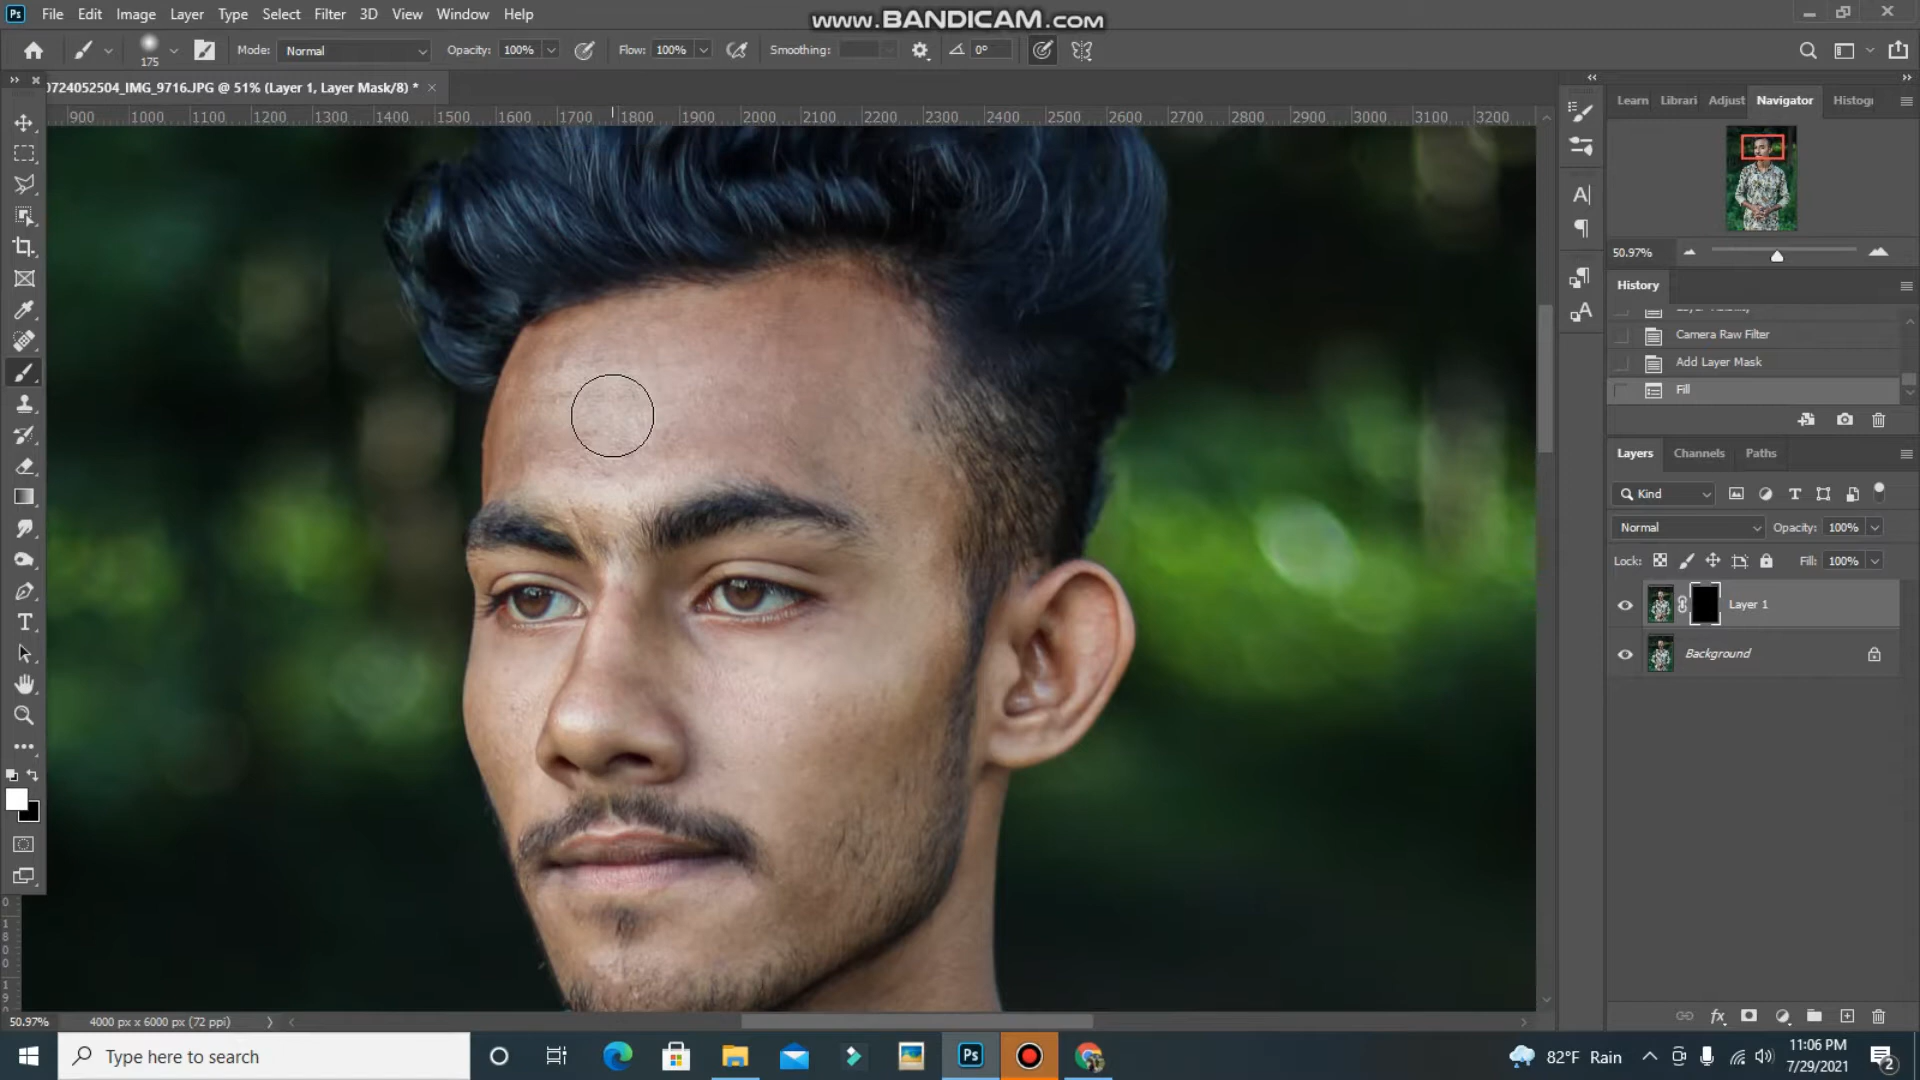 Ps File Edit Image Layer Type Select Filter 3D View Window Help
www.BANDICAM.com
175 Mode: Normal Opacity: 100% Flow: 100% Smoothing: 0°
0724052504_IMG_9716.JPG @ 51% (Layer 1, Layer Mask/8) *
Learn Librari Adjust Navigator Histog
900 1000 1100 1200 1300 1400 1500 1600 1700 1800 1900 2000 2100 2200 2300 2400 2500 2600 2700 2800 2900 3000 3100 3200
50.97%
History
Camera Raw Filter
Add Layer Mask
Fill
Layers Channels Paths
Kind
Normal Opacity: 100%
Lock: Fill: 100%
Layer 1
Background
50.97% 4000 px x 6000 px (72 ppi)
Type here to search
Ps
82°F Rain
11:06 PM
7/29/2021
2